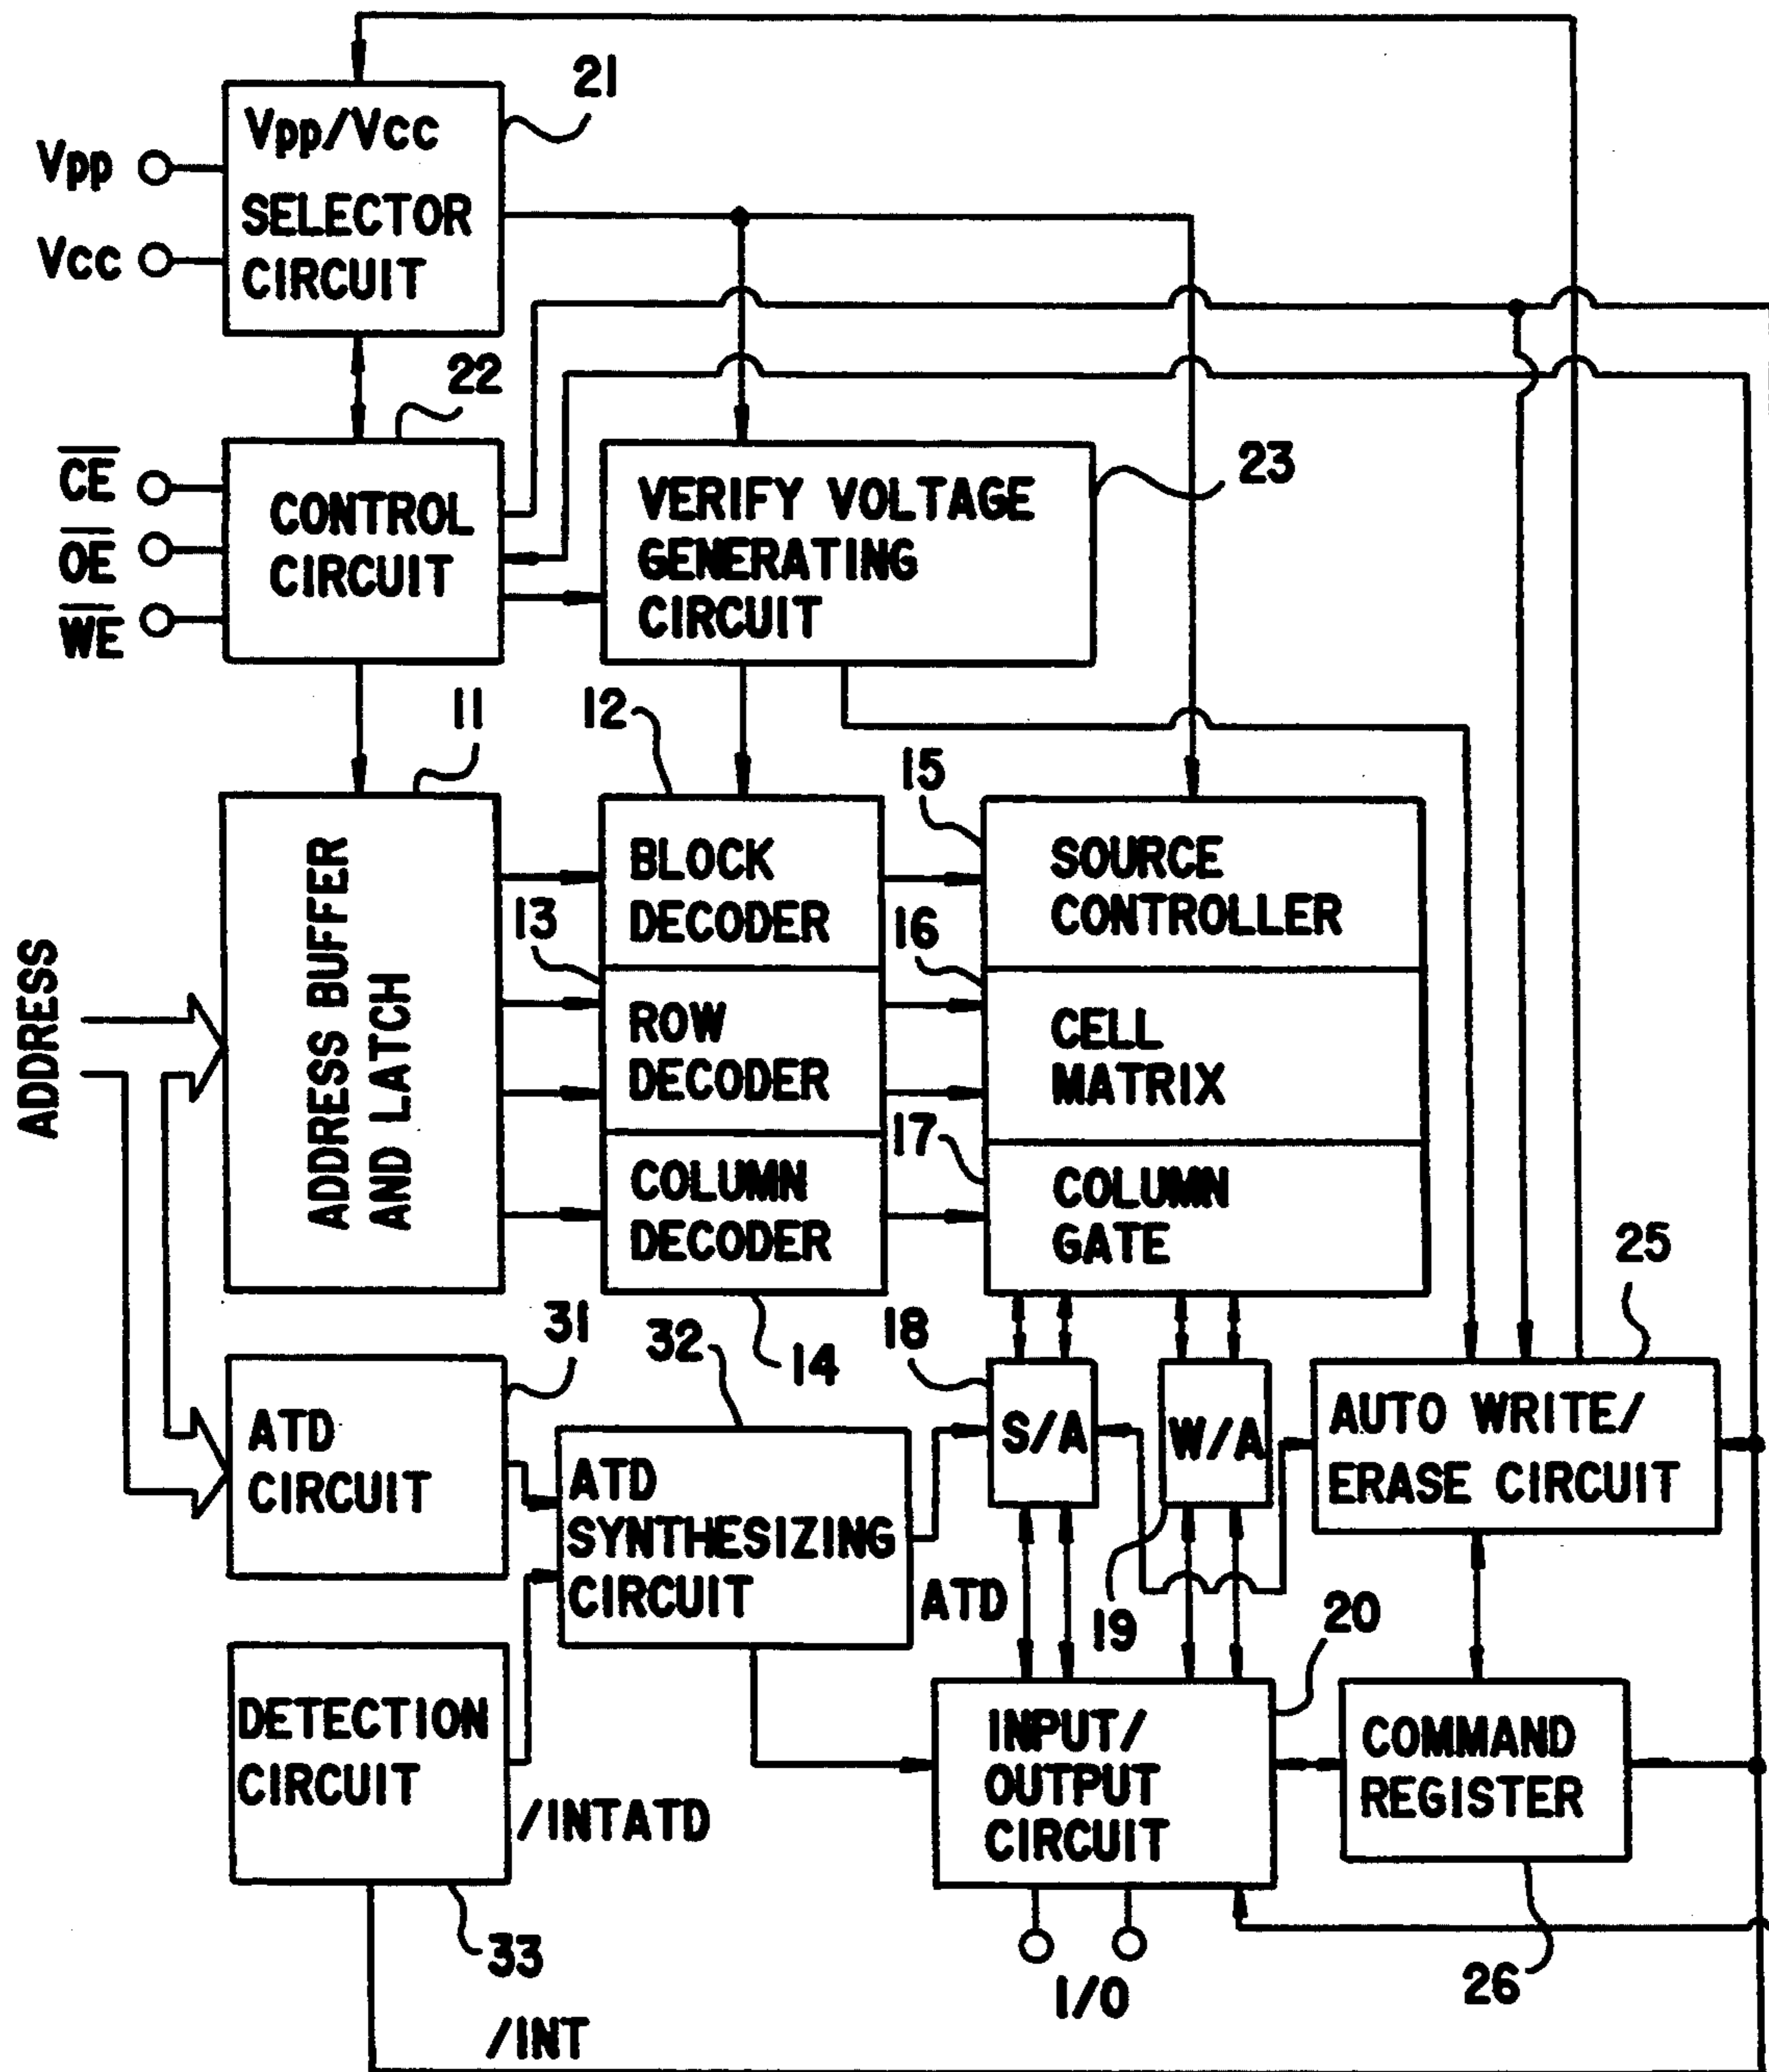 21
Vpp/Vcc
SELECTOR
CIRCUIT
Vpp
Vcc
22
CE
OE
WE
CONTROL
CIRCUIT
23
VERIFY VOLTAGE
GENERATING
CIRCUIT
11
12
15
ADDRESS
ADDRESS BUFFER
AND LATCH
BLOCK
DECODER
13
ROW
DECODER
COLUMN
DECODER
14
SOURCE
CONTROLLER
16
CELL
MATRIX
17
COLUMN
GATE
25
31
32
18
ATD
CIRCUIT
ATD
SYNTHESIZING
CIRCUIT
S/A
W/A
AUTO WRITE/
ERASE CIRCUIT
ATD
19
20
DETECTION
CIRCUIT
/INTATD
INPUT/
OUTPUT
CIRCUIT
COMMAND
REGISTER
33
I/O
26
/INT